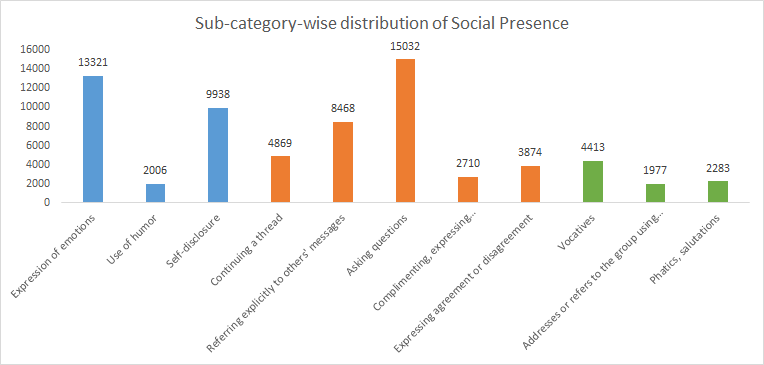 Sub-category-wise distribution of Social Presence
16000
14000
12000
10000
8000
6000
4000
2000
0
13321
2006
9938
4869
8468
15032
2710
3874
4413
1977
2283
Expression of emotions
Use of humor
Self-disclosure
Continuing a thread
Referring explicitly to others' messages
Asking questions
Complimenting, expressing...
Expressing agreement or disagreement
Vocatives
Addresses or refers to the group using...
Phatics, salutations